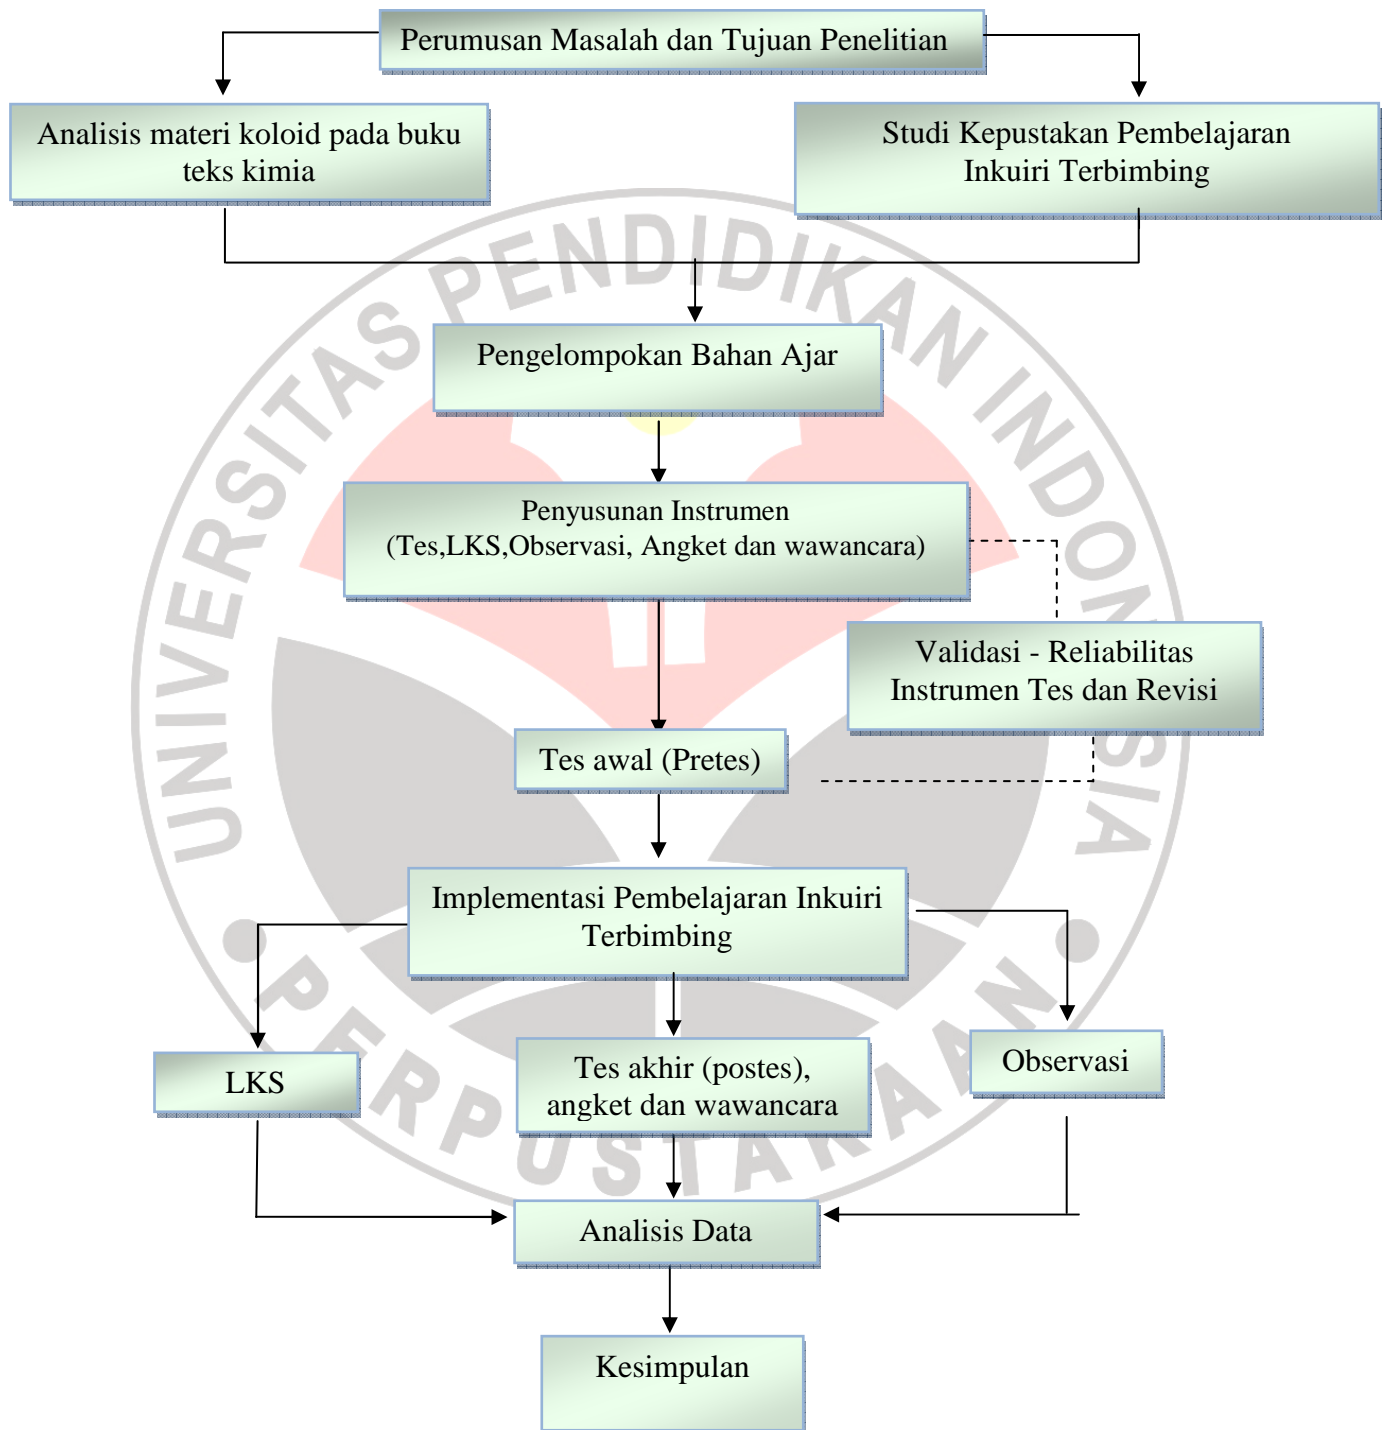 Perumusan Masalah dan Tujuan Penelitian
Analisis materi koloid pada buku
teks kimia
Studi Kepustakan Pembelajaran
Inkuiri Terbimbing
Pengelompokan Bahan Ajar
Penyusunan Instrumen
(Tes,LKS,Observasi, Angket dan wawancara)
Validasi - Reliabilitas
Instrumen Tes dan Revisi
Tes awal (Pretes)
Implementasi Pembelajaran Inkuiri
Terbimbing
LKS
Tes akhir (postes),
angket dan wawancara
Observasi
Analisis Data
Kesimpulan
UNIVERSITAS PENDIDIKAN INDONESIA
PERPUSTAKAAN